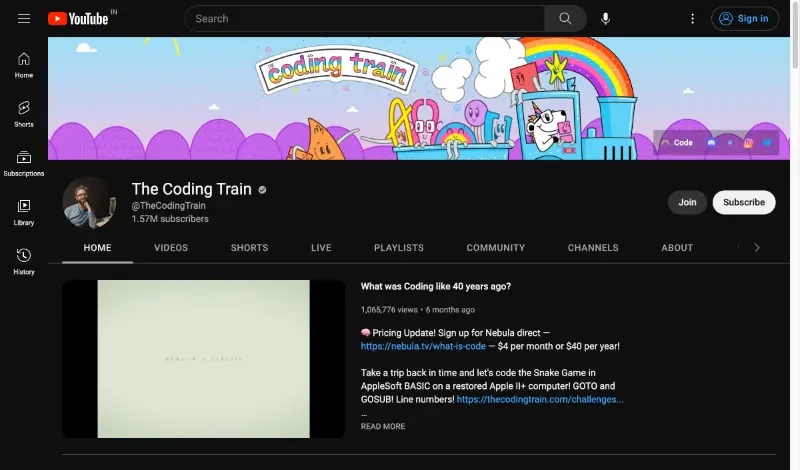 YouTube IN
Search
Sign in
Home
Shorts
Subscriptions
Library
History
coding train
Code
The Coding Train
@TheCodingTrain
1.57M subscribers
Join
Subscribe
HOME
VIDEOS
SHORTS
LIVE
PLAYLISTS
COMMUNITY
CHANNELS
ABOUT
What was Coding like 40 years ago?
1,065,776 views • 6 months ago
🧠 Pricing Update! Sign up for Nebula direct —
https://nebula.tv/what-is-code — $4 per month or $40 per year!
Take a trip back in time and let's code the Snake Game in
AppleSoft BASIC on a restored Apple II+ computer! GOTO and
GOSUB! Line numbers! https://thecodingtrain.com/challenges...
...
READ MORE